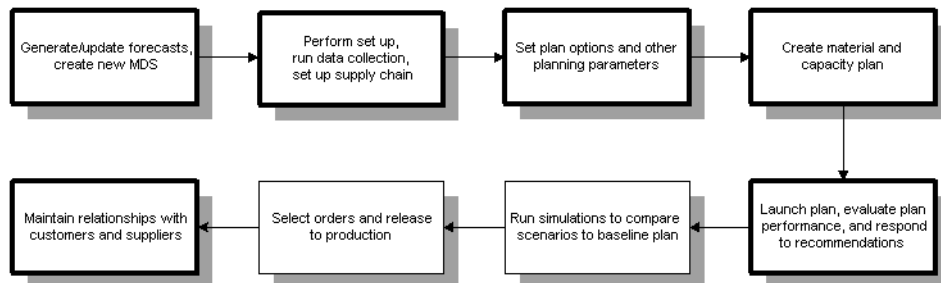 Generate/update forecasts,
create new MDS
Perform set up,
run data collection,
set up supply chain
Set plan options and other
planning parameters
Create material and
capacity plan
Launch plan, evaluate plan
performance, and respond
to recommendations
Run simulations to compare
scenarios to baseline plan
Select orders and release
to production
Maintain relationships with
customers and suppliers